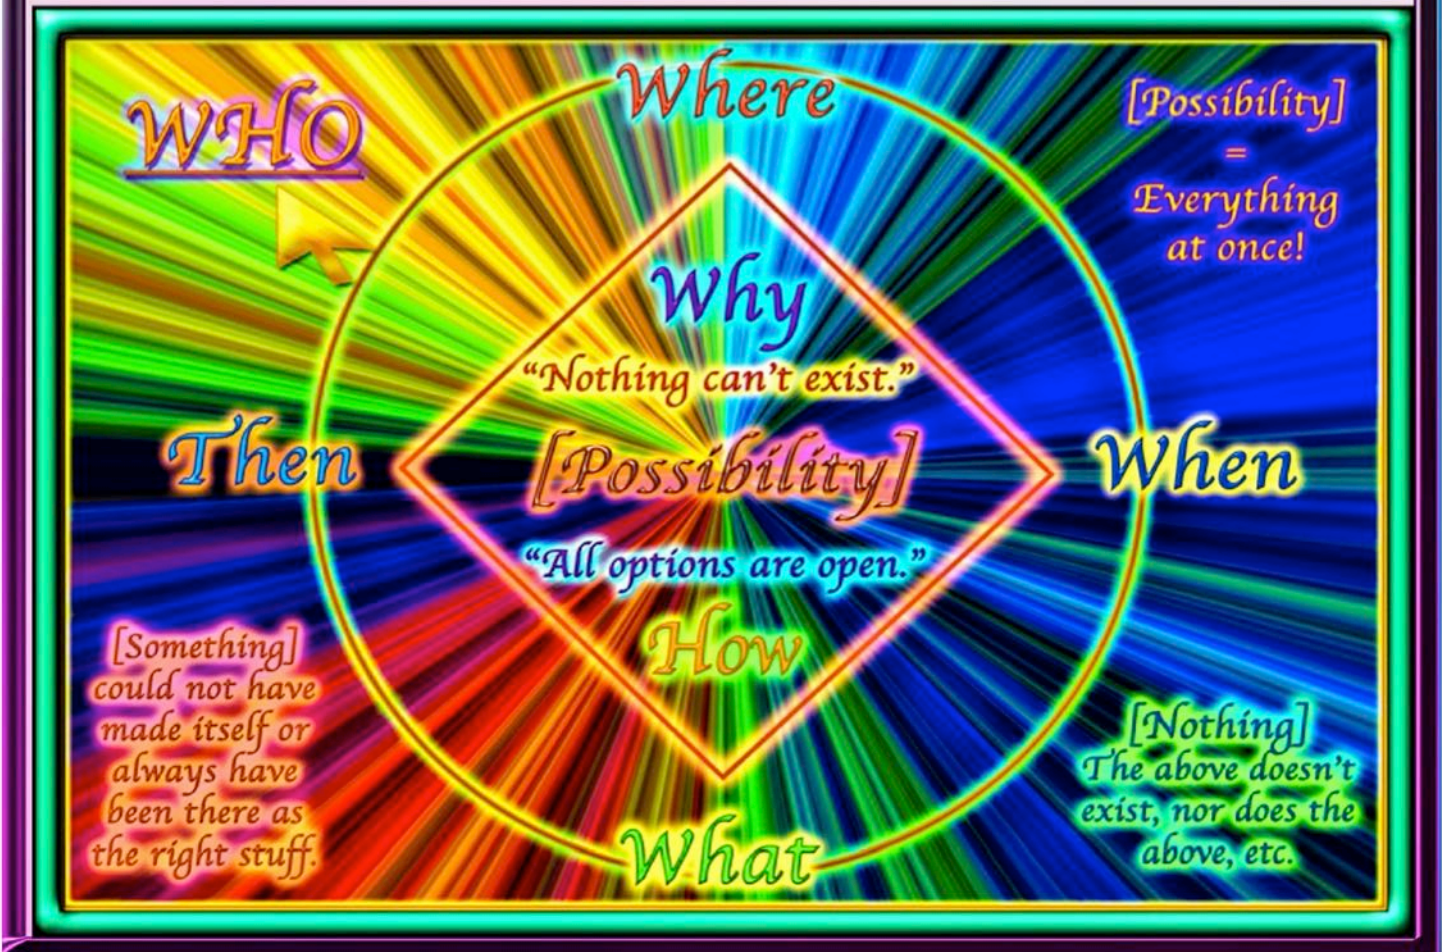 WHO
Where
[Possibility]
=
Everything
at once!
Why
"Nothing can't exist."
Then
[Possibility]
When
"All options are open."
How
[Something]
could not have
made itself or
always have
been there as
the right stuff.
[Nothing]
The above doesn't
exist, nor does the
above, etc.
What